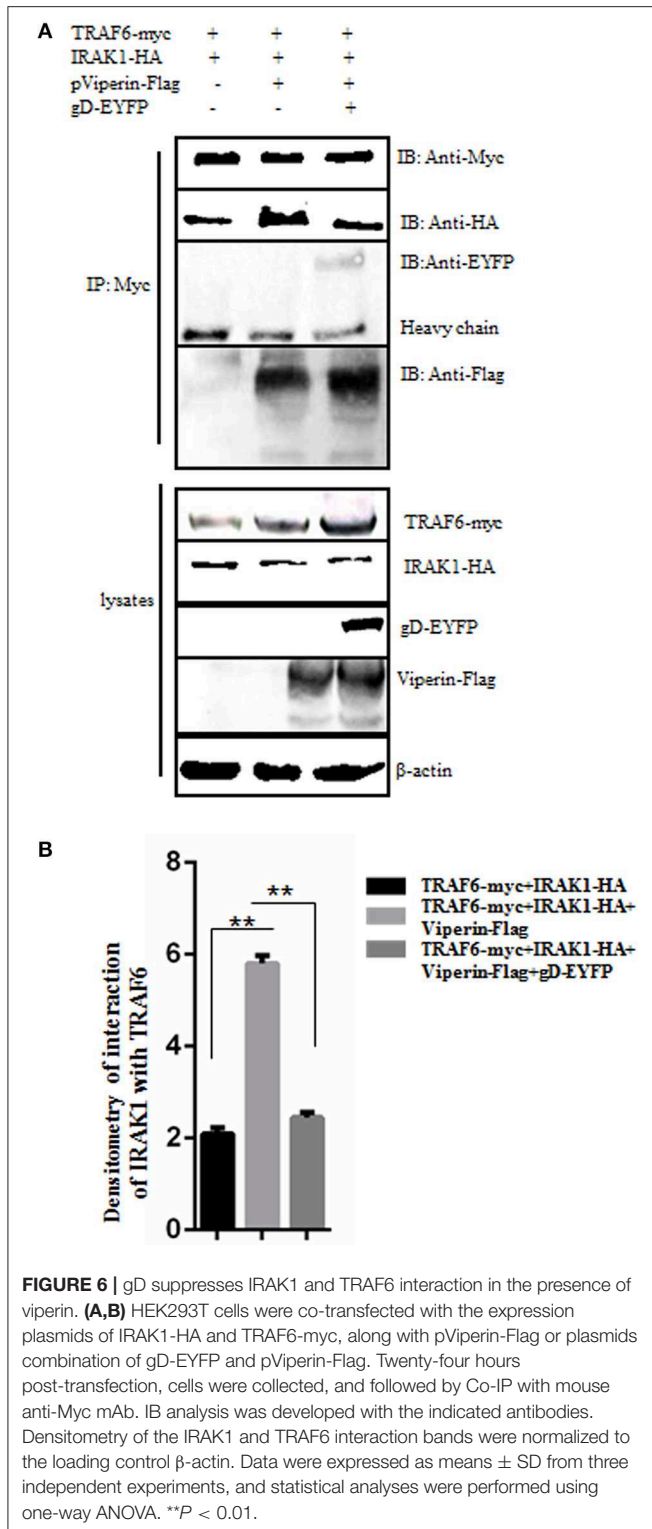 A
TRAF6-myc + + +
IRAK1-HA + + +
pViperin-Flag - + +
gD-EYFP - - +
IP: Myc
IB: Anti-Myc
IB: Anti-HA
IB:Anti-EYFP
Heavy chain
IB: Anti-Flag
lysates
TRAF6-myc
IRAK1-HA
gD-EYFP
Viperin-Flag
β-actin
B
Densitometry of interaction
of IRAK1 with TRAF6
8
6
4
2
0
**
**
TRAF6-myc+IRAK1-HA
TRAF6-myc+IRAK1-HA+
Viperin-Flag
TRAF6-myc+IRAK1-HA+
Viperin-Flag+gD-EYFP
FIGURE 6 | gD suppresses IRAK1 and TRAF6 interaction in the presence of
viperin. (A,B) HEK293T cells were co-transfected with the expression
plasmids of IRAK1-HA and TRAF6-myc, along with pViperin-Flag or plasmids
combination of gD-EYFP and pViperin-Flag. Twenty-four hours
post-transfection, cells were collected, and followed by Co-IP with mouse
anti-Myc mAb. IB analysis was developed with the indicated antibodies.
Densitometry of the IRAK1 and TRAF6 interaction bands were normalized to
the loading control β-actin. Data were expressed as means ± SD from three
independent experiments, and statistical analyses were performed using
one-way ANOVA. **P < 0.01.